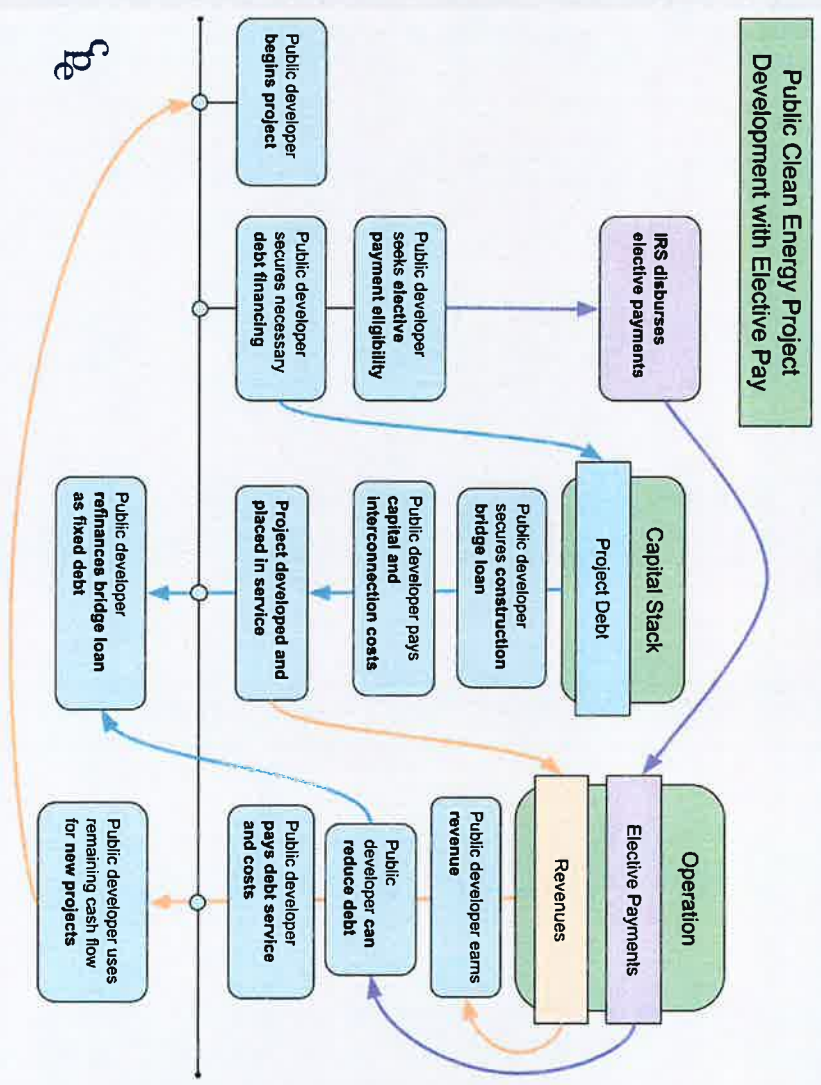 Public Clean Energy Project
Development with Elective Pay
IRS disburses
elective payments
Public developer
seeks elective
payment eligibility
Public developer
secures necessary
debt financing
Public developer
begins project
Capital Stack
Project Debt
Public developer
secures construction
bridge loan
Public developer pays
capital and
interconnection costs
Project developed and
placed in service
Public developer
refinances bridge loan
as fixed debt
Operation
Elective Payments
Revenues
Public developer earns
revenue
Public
developer can
reduce debt
Public developer
pays debt service
and costs
Public developer uses
remaining cash flow
for new projects
cpe